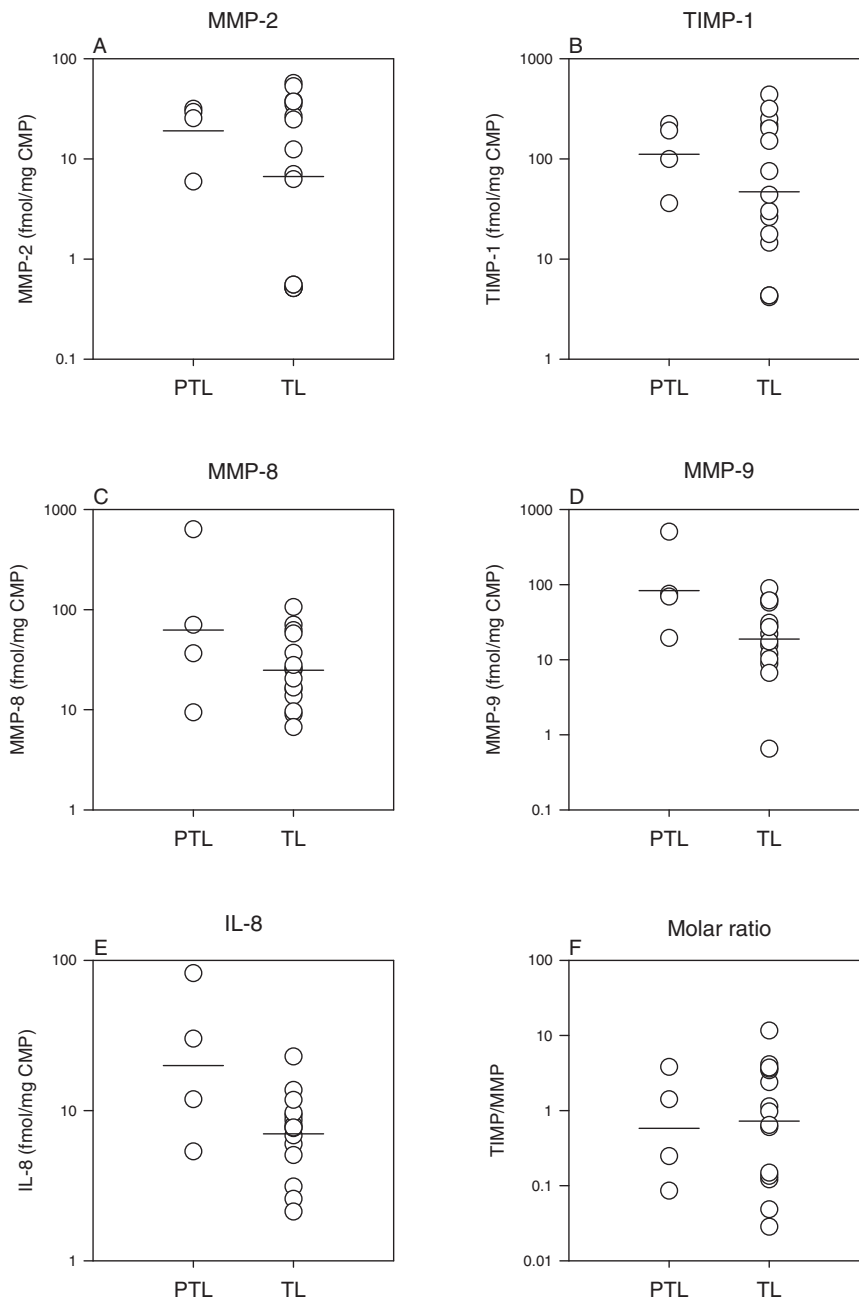 MMP-2
A
100
10
1
0.1
MMP-2 (fmol/mg CMP)
PTL
TL
TIMP-1
B
1000
100
10
1
TIMP-1 (fmol/mg CMP)
PTL
TL
MMP-8
C
1000
100
10
1
MMP-8 (fmol/mg CMP)
PTL
TL
MMP-9
D
1000
100
10
1
0.1
MMP-9 (fmol/mg CMP)
PTL
TL
IL-8
E
100
10
1
IL-8 (fmol/mg CMP)
PTL
TL
Molar ratio
F
100
10
1
0.1
0.01
TIMP/MMP
PTL
TL